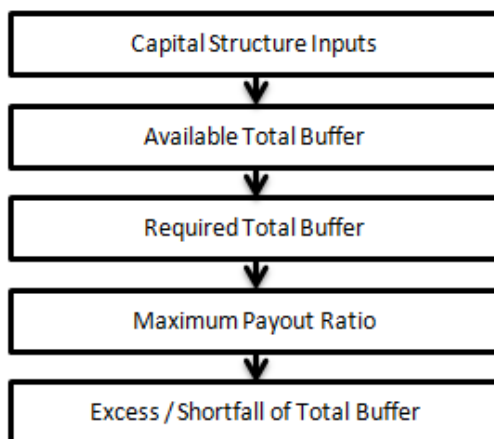 Capital Structure Inputs
Available Total Buffer
Required Total Buffer
Maximum Payout Ratio
Excess / Shortfall of Total Buffer